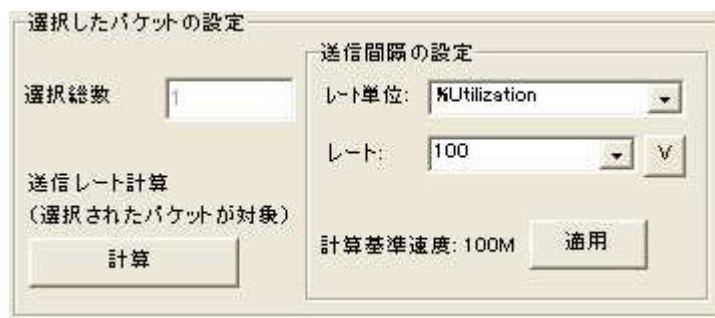 選択したパケットの設定
選択総数 1
送信レート計算
(選択されたパケットが対象)
計算
送信間隔の設定
レート単位: %Utilization
レート: 100 V
計算基準速度: 100M 適用